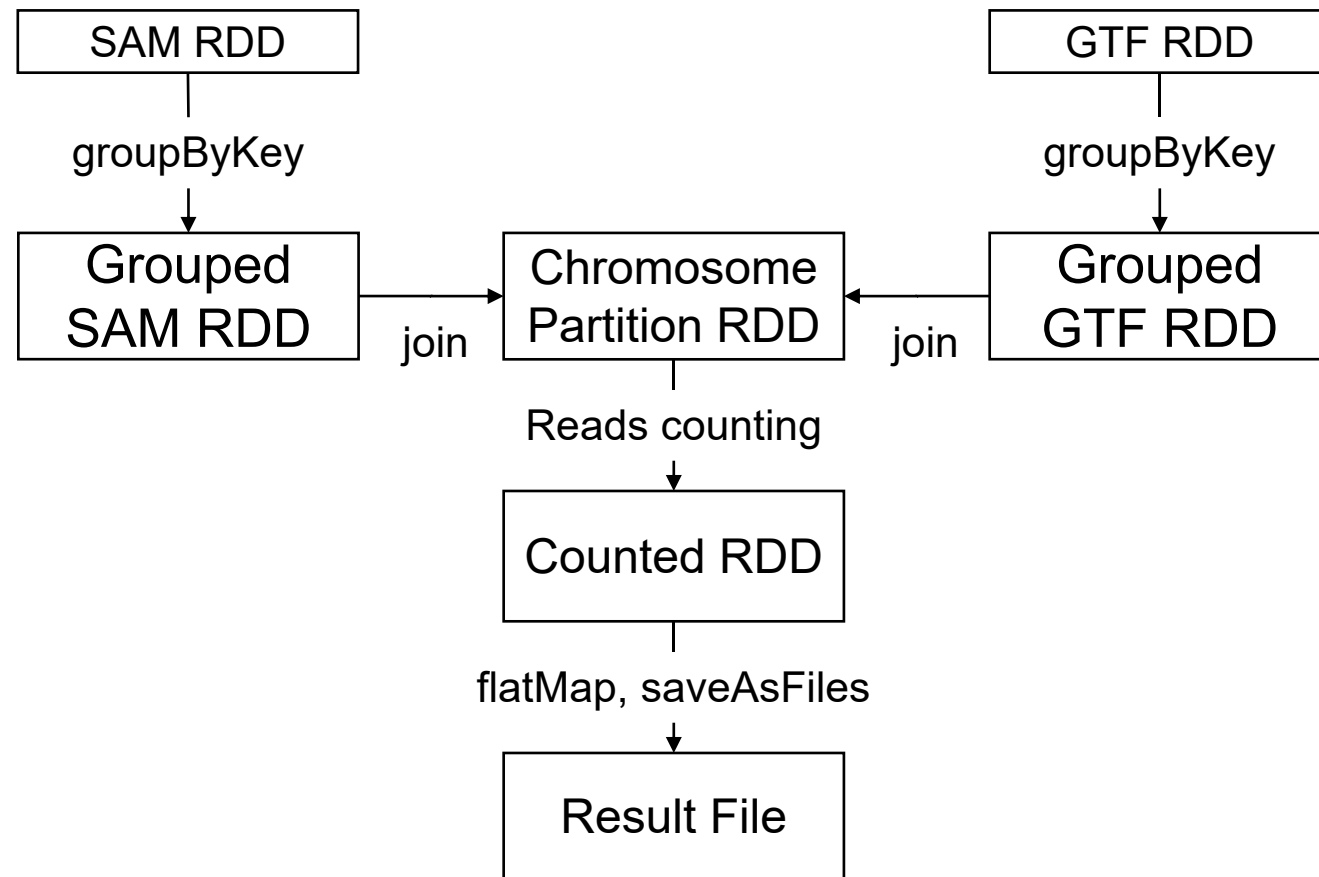 SAM RDD
GTF RDD
groupByKey
groupByKey
Grouped
SAM RDD
join
Chromosome
Partition RDD
join
Grouped
GTF RDD
Reads counting
Counted RDD
flatMap, saveAsFiles
Result File